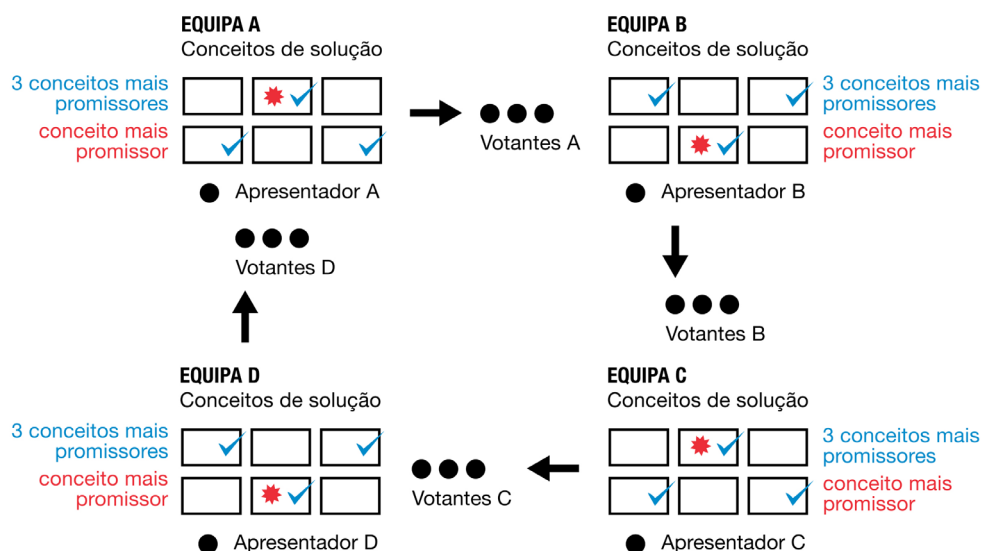 EQUIPA A
Conceitos de solução
3 conceitos mais
promissores
conceito mais
promissor
Apresentador A
Votantes A
EQUIPA B
Conceitos de solução
3 conceitos mais
promissores
conceito mais
promissor
Apresentador B
Votantes D
Votantes B
EQUIPA D
Conceitos de solução
3 conceitos mais
promissores
conceito mais
promissor
Apresentador D
Votantes C
EQUIPA C
Conceitos de solução
3 conceitos mais
promissores
conceito mais
promissor
Apresentador C